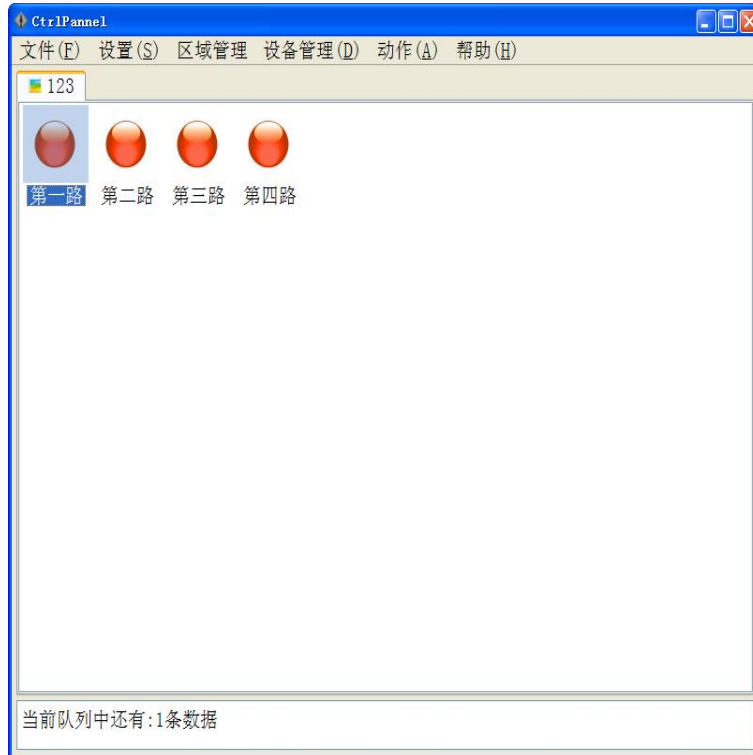 CtrlPannel
文件(F) 设置(S) 区域管理 设备管理(D) 动作(A) 帮助(H)
123
第一路 第二路 第三路 第四路
当前队列中还有:1条数据